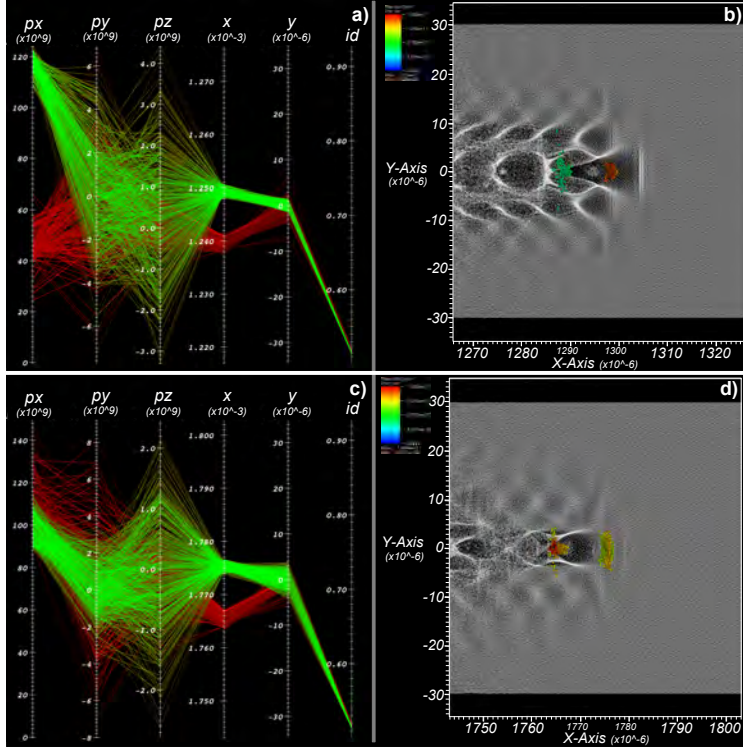 a)
px py pz x y id
(x10^9) (x10^9) (x10^9) (x10^-3) (x10^-6)
120 100 80 60 40 20 0
4 2 0 -2 -4 -6
4.0 3.0 1.0 0.0 -1.0 -3.0
1.270 1.260 1.250 1.240 1.230 1.220
30 20 0 -10 -20 -30
0.90 0.80 0.70 0.60
b)
30 20 10 0 -10 -20 -30
Y-Axis
(x10^-6)
1270 1280 1290 1300 1310 1320
X-Axis (x10^-6)
c)
px py pz x y id
(x10^9) (x10^9) (x10^9) (x10^-3) (x10^-6)
140 120 100 80 60 40 20 0
8 6 4 2 0 -2 -4 -6 -8
2.0 1.0 0.0 -1.0 -2.0
1.800 1.790 1.780 1.770 1.760 1.750
30 20 10 0 -10 -20 -30
0.90 0.80 0.70 0.60
d)
30 20 10 0 -10 -20 -30
Y-Axis
(x10^-6)
1750 1760 1770 1780 1790 1800
X-Axis (x10^-6)